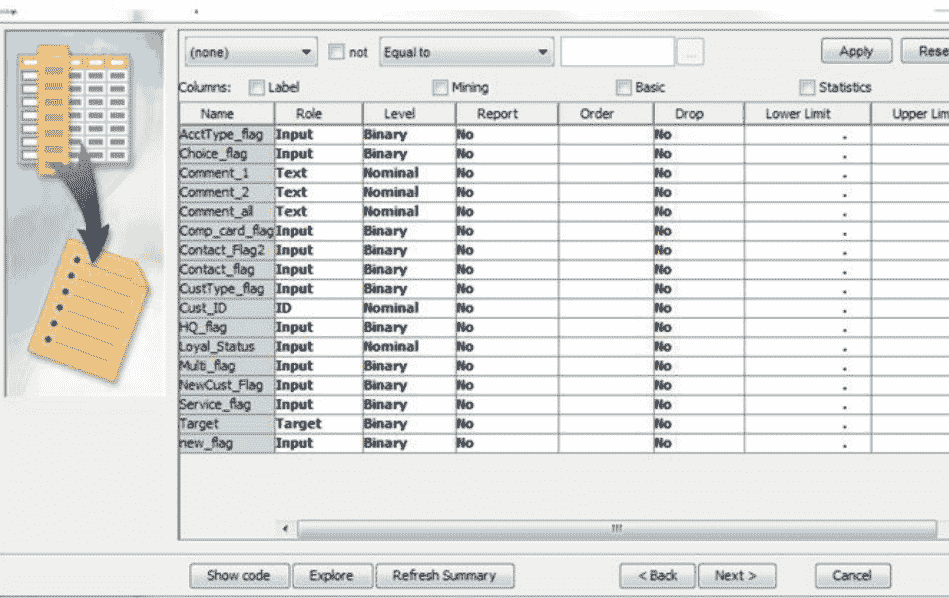 (none) not Equal to ... Apply Rese
Columns: Label Mining Basic Statistics
Name Role Level Report Order Drop Lower Limit Upper Lim
AcctType_flag Input Binary No No .
Choice_flag Input Binary No No .
Comment_1 Text Nominal No No .
Comment_2 Text Nominal No No .
Comment_all Text Nominal No No .
Comp_card_flag Input Binary No No .
Contact_Flag2 Input Binary No No .
Contact_flag Input Binary No No .
CustType_flag Input Binary No No .
Cust_ID ID Nominal No No .
HQ_flag Input Binary No No .
Loyal_Status Input Nominal No No .
Multi_flag Input Binary No No .
NewCust_Flag Input Binary No No .
Service_flag Input Binary No No .
Target Target Binary No No .
new_flag Input Binary No No .
Show code Explore Refresh Summary < Back Next > Cancel